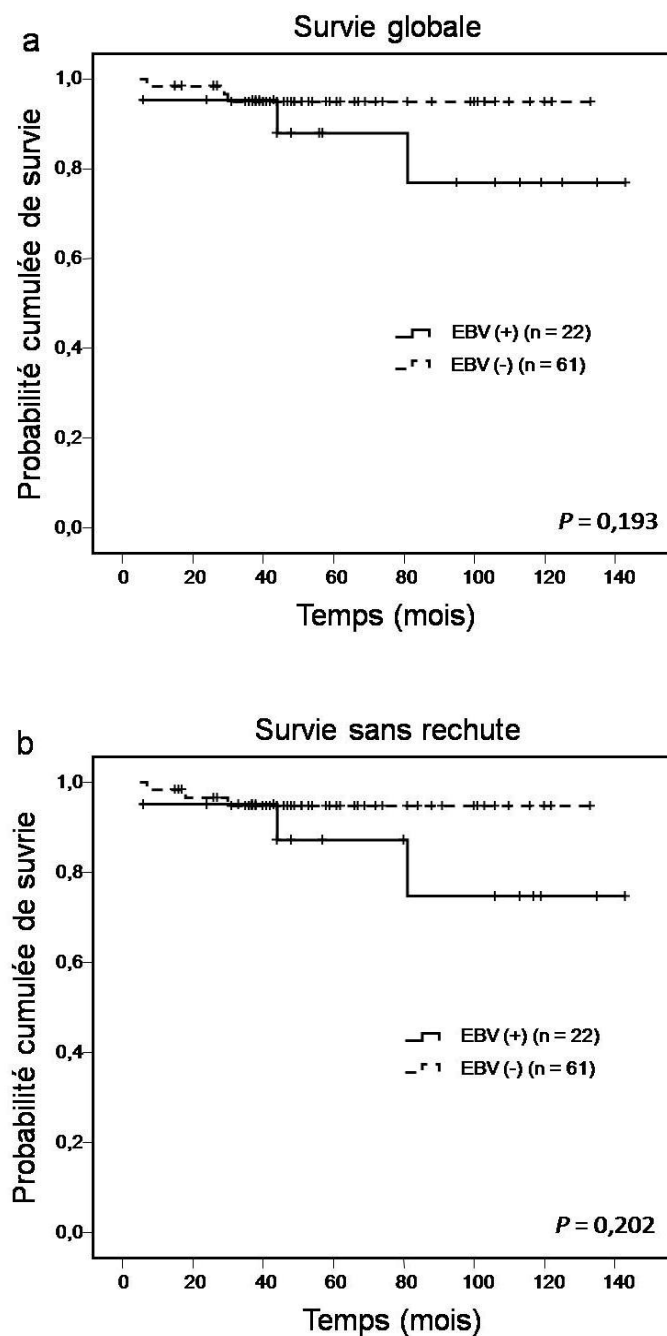 a
Survie globale
Probabilité cumulée de survie
1,0
0,8
0,6
0,4
0,2
0,0
EBV (+) (n = 22)
EBV (-) (n = 61)
P = 0,193
0 20 40 60 80 100 120 140
Temps (mois)
b
Survie sans rechute
Probabilité cumulée de suvrie
1,0
0,8
0,6
0,4
0,2
0,0
EBV (+) (n = 22)
EBV (-) (n = 61)
P = 0,202
0 20 40 60 80 100 120 140
Temps (mois)